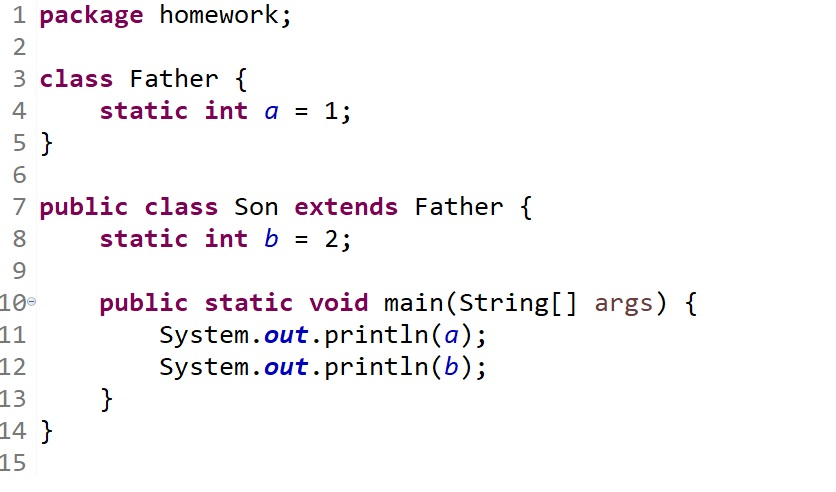 1 package homework;
2
3 class Father {
4     static int a = 1;
5 }
6
7 public class Son extends Father {
8     static int b = 2;
9
10     public static void main(String[] args) {
11         System.out.println(a);
12         System.out.println(b);
13     }
14 }
15